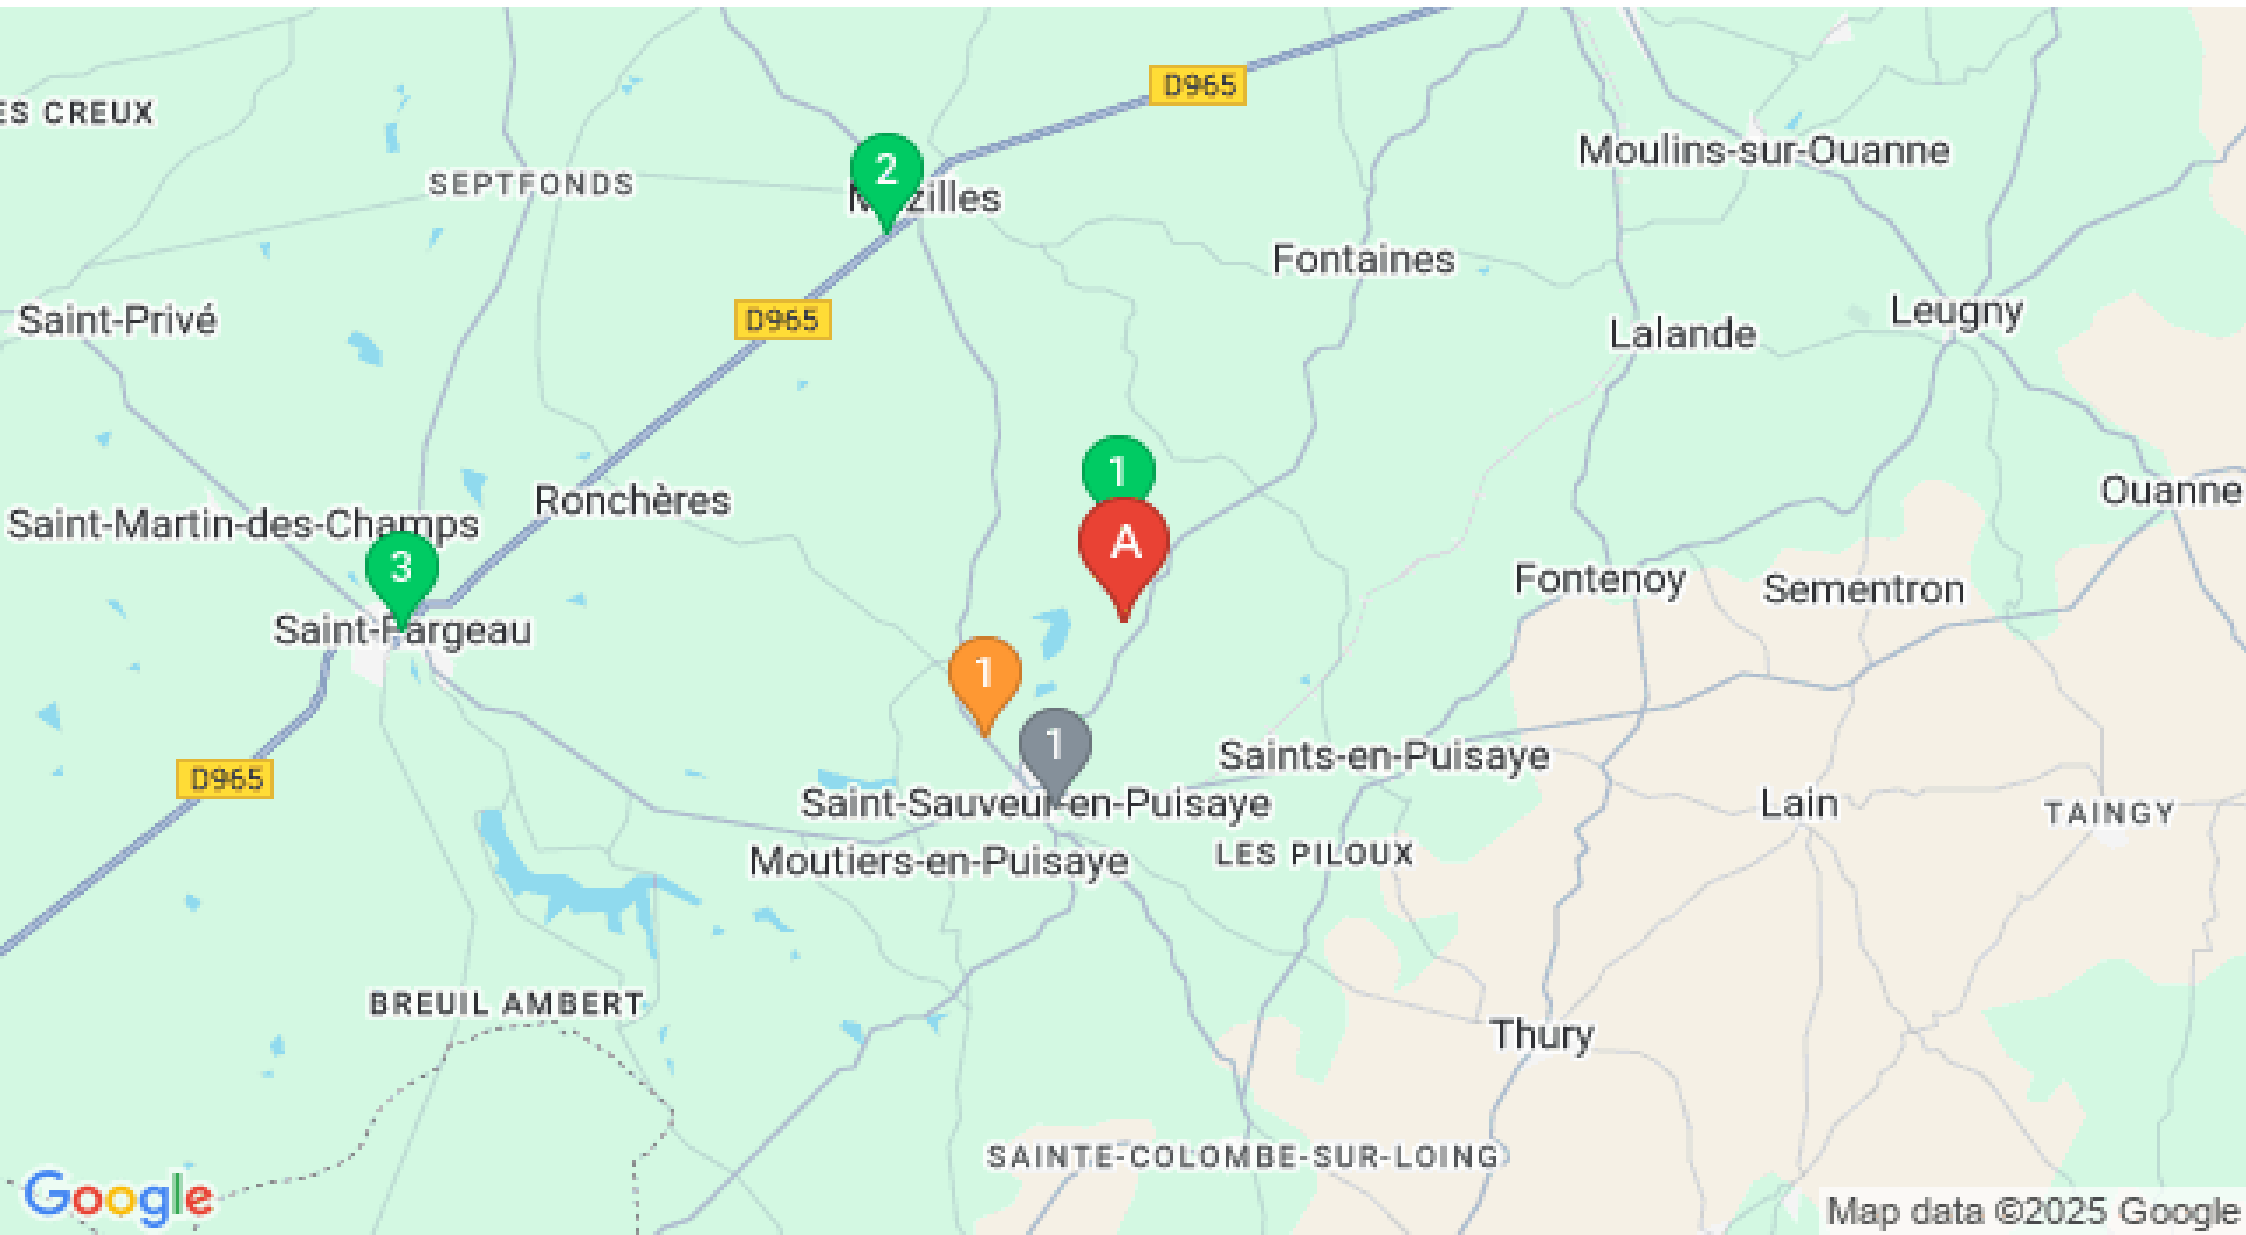 D965
ES CREUX
Moulins-sur-Ouanne
2
SEPTFONDS
zilles
Fontaines
Saint-Privé
D965
Leugny
Lalande
1
Ronchères
Ouanne
Saint-Martin-des-Champs
A
3
Fontenoy
Sementron
Saint-Pargeau
1
1
Saints-en-Puisaye
D965
Saint-Sauveur-en-Puisaye
Lain
TAINGY
LES PILOUX
Moutiers-en-Puisaye
BREUIL AMBERT
Thury
SAINTE-COLOMBE-SUR-LOING
Google
Map data ©2025 Google